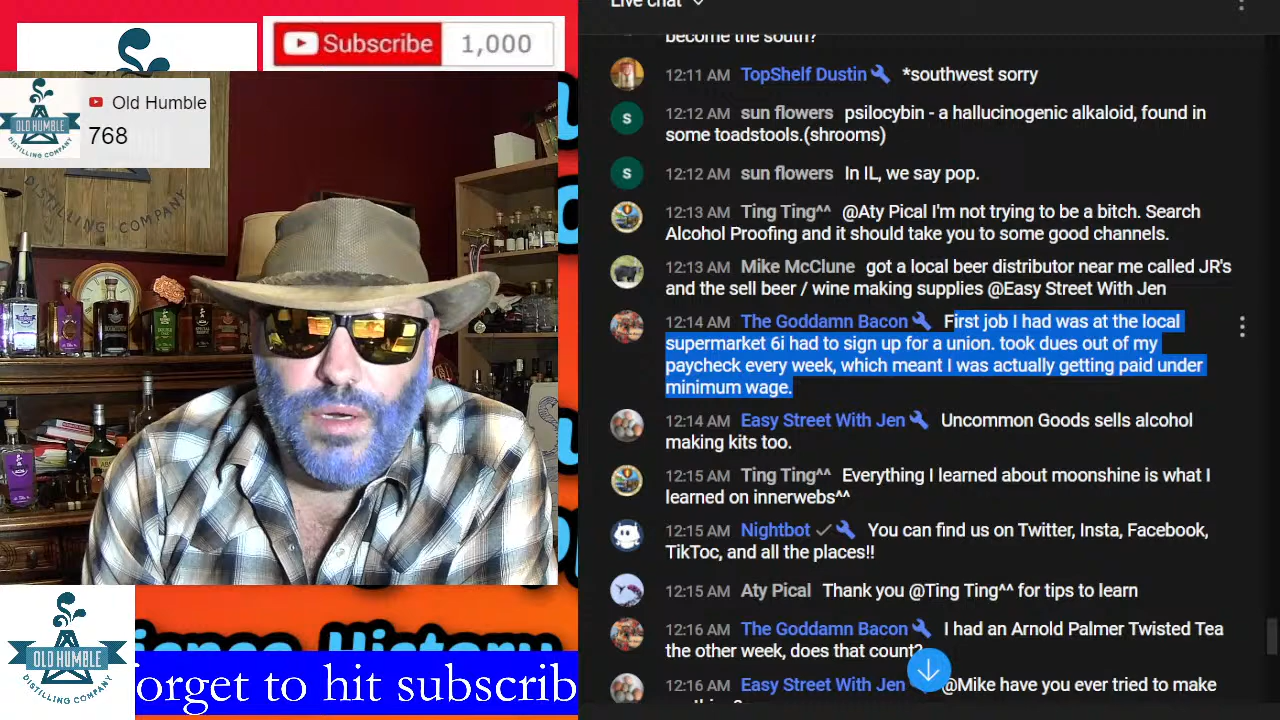 Subscribe 1,000
Old Humble
768
OLD HUMBLE
DISTILLING COMPANY
DISTILLING COMPANY
OLD HUMBLE
DISTILLING COMPANY
orget to hit subscrib
Live chat
become the south?
12:11 AM TopShelf Dustin *southwest sorry
S 12:12 AM sun flowers psilocybin - a hallucinogenic alkaloid, found in
some toadstools.(shrooms)
S 12:12 AM sun flowers In IL, we say pop.
12:13 AM Ting Ting^^ @Aty Pical I'm not trying to be a bitch. Search
Alcohol Proofing and it should take you to some good channels.
12:13 AM Mike McClune got a local beer distributor near me called JR's
and the sell beer / wine making supplies @Easy Street With Jen
12:14 AM The Goddamn Bacon First job I had was at the local
supermarket 6i had to sign up for a union. took dues out of my
paycheck every week, which meant I was actually getting paid under
minimum wage.
12:14 AM Easy Street With Jen Uncommon Goods sells alcohol
making kits too.
12:15 AM Ting Ting^^ Everything I learned about moonshine is what I
learned on innerwebs^^
12:15 AM Nightbot You can find us on Twitter, Insta, Facebook,
TikToc, and all the places!!
12:15 AM Aty Pical Thank you @Ting Ting^^ for tips to learn
12:16 AM The Goddamn Bacon I had an Arnold Palmer Twisted Tea
the other week, does that count?
12:16 AM Easy Street With Jen @Mike have you ever tried to make